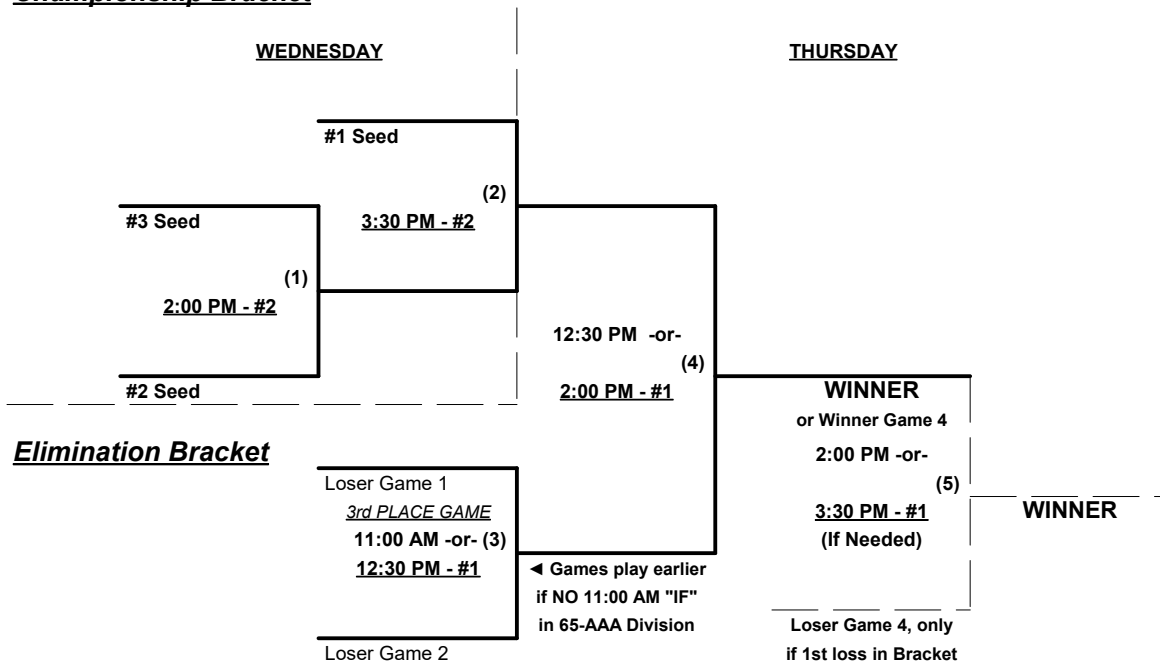 Championship Bracket
WEDNESDAY
THURSDAY
#1 Seed
(2)
3:30 PM - #2
#3 Seed
(1)
2:00 PM - #2
#2 Seed
12:30 PM -or-
(4)
2:00 PM - #1
WINNER
or Winner Game 4
2:00 PM -or-
(5)
3:30 PM - #1
(If Needed)
WINNER
Loser Game 4, only
if 1st loss in Bracket
Elimination Bracket
Loser Game 1
3rd PLACE GAME
11:00 AM -or- (3)
12:30 PM - #1
Loser Game 2
◄ Games play earlier
if NO 11:00 AM "IF"
in 65-AAA Division